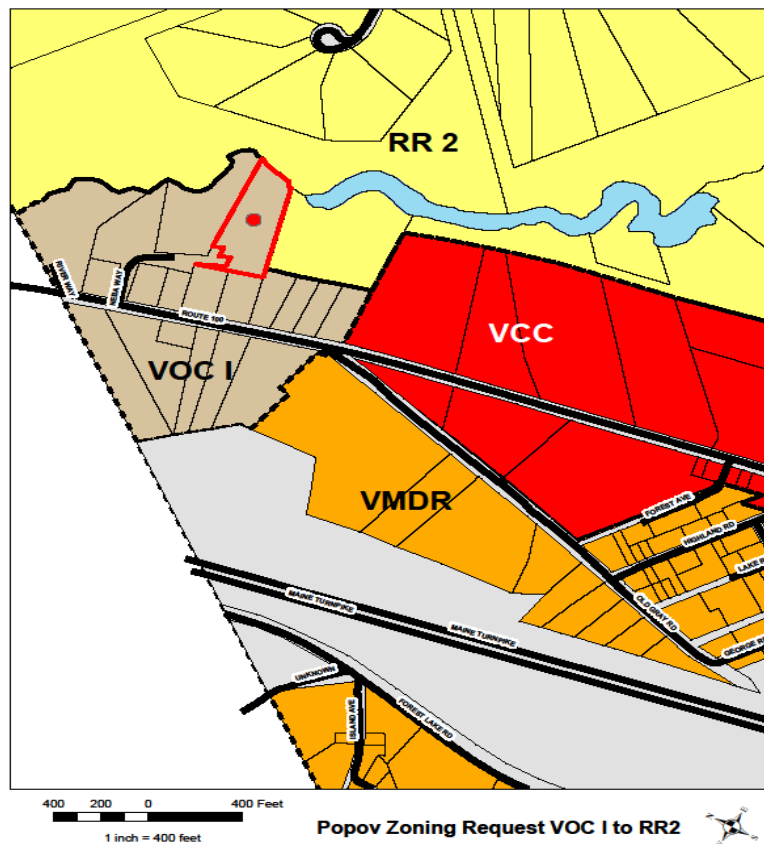 RR 2
RIVER WAY
NEBA WAY
ROUTE 100
VCC
VOC I
VMDR
FOREST AVE
HIGHLAND RD
LAKE R
OLD GRAY RD
GEORGE R
MAINE TURNPIKE
MAINE TURNPIKE
UNKNOWN
ISLAND AVE
FOREST LAKE RD
400 200 0 400 Feet
1 inch = 400 feet
Popov Zoning Request VOC I to RR2
N
E
S
W